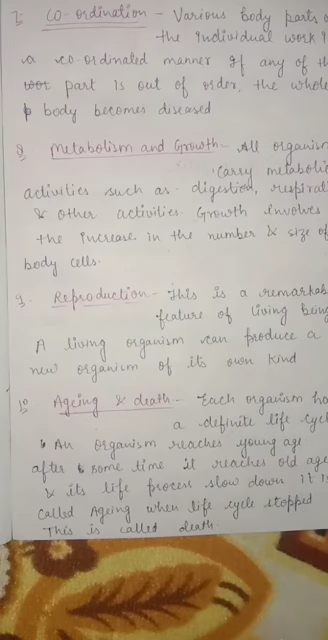 7. CO-ordination - Various body parts o
the individual work i
a co-ordinated manner If any of th
part is out of order, the whole
body becomes diseased
8. Metabolism and Growth - All organism
carry metabolic
activities such as digestion, respirat
& other activities Growth involves
the increase in the number & size of
body cells.
9. Reproduction - This is a remarkab
feature of living being
A living organism can produce a
new organism of its own kind
10. Ageing & death - Each organism ha
a definite life cycl
An organism reaches young age
after some time it reaches old age
& its life process slow down it is
called Ageing when life cycle stopped
This is called death.